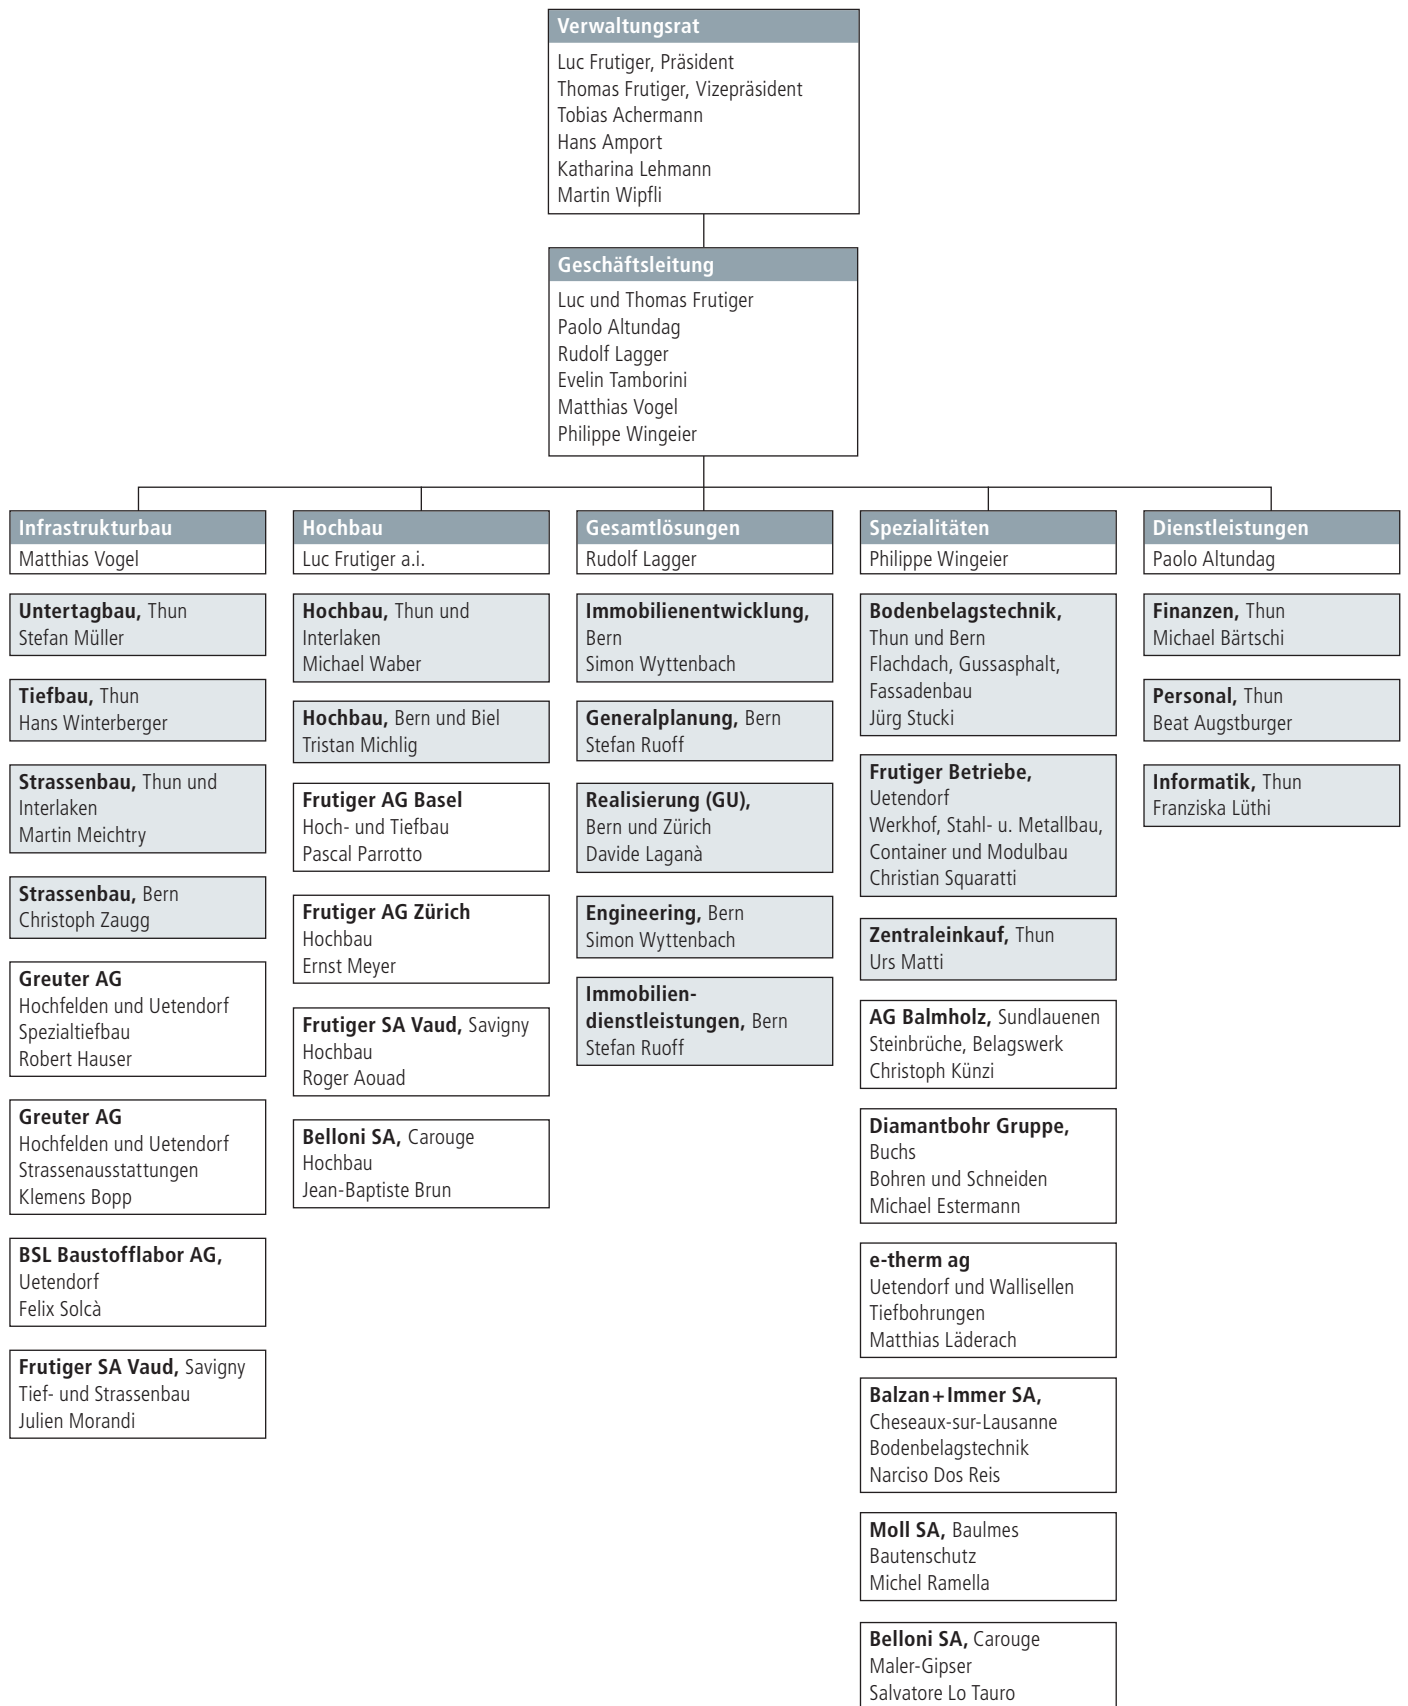 Verwaltungsrat
Luc Frutiger, Präsident
Thomas Frutiger, Vizepräsident
Tobias Achermann
Hans Amport
Katharina Lehmann
Martin Wipfli
Geschäftsleitung
Luc und Thomas Frutiger
Paolo Altundag
Rudolf Lagger
Evelin Tamborini
Matthias Vogel
Philippe Wingeier
Infrastrukturbau
Matthias Vogel
Untertagbau, Thun
Stefan Müller
Tiefbau, Thun
Hans Winterberger
Strassenbau, Thun und
Interlaken
Martin Meichtry
Strassenbau, Bern
Christoph Zaugg
Greuter AG
Hochfelden und Uetendorf
Spezialtiefbau
Robert Hauser
Greuter AG
Hochfelden und Uetendorf
Strassenausstattungen
Klemens Bopp
BSL Baustofflabor AG,
Uetendorf
Felix Solcà
Frutiger SA Vaud, Savigny
Tief- und Strassenbau
Julien Morandi
Hochbau
Luc Frutiger a.i.
Hochbau, Thun und
Interlaken
Michael Waber
Hochbau, Bern und Biel
Tristan Michlig
Frutiger AG Basel
Hoch- und Tiefbau
Pascal Parrotto
Frutiger AG Zürich
Hochbau
Ernst Meyer
Frutiger SA Vaud, Savigny
Hochbau
Roger Aouad
Belloni SA, Carouge
Hochbau
Jean-Baptiste Brun
Gesamtlösungen
Rudolf Lagger
Immobilienentwicklung,
Bern
Simon Wyttenbach
Generalplanung, Bern
Stefan Ruoff
Realisierung (GU),
Bern und Zürich
Davide Laganà
Engineering, Bern
Simon Wyttenbach
Immobilien-
dienstleistungen, Bern
Stefan Ruoff
Spezialitäten
Philippe Wingeier
Bodenbelagstechnik,
Thun und Bern
Flachdach, Gussasphalt,
Fassadenbau
Jürg Stucki
Frutiger Betriebe,
Uetendorf
Werkhof, Stahl- u. Metallbau,
Container und Modulbau
Christian Squaratti
Zentraleinkauf, Thun
Urs Matti
AG Balmholz, Sundlauenen
Steinbrüche, Belagswerk
Christoph Künzi
Diamantbohr Gruppe,
Buchs
Bohren und Schneiden
Michael Estermann
e-therm ag
Uetendorf und Wallisellen
Tiefbohrungen
Matthias Läderach
Balzan+Immer SA,
Cheseaux-sur-Lausanne
Bodenbelagstechnik
Narciso Dos Reis
Moll SA, Baulmes
Bautenschutz
Michel Ramella
Belloni SA, Carouge
Maler-Gipser
Salvatore Lo Tauro
Dienstleistungen
Paolo Altundag
Finanzen, Thun
Michael Bärtschi
Personal, Thun
Beat Augstburger
Informatik, Thun
Franziska Lüthi